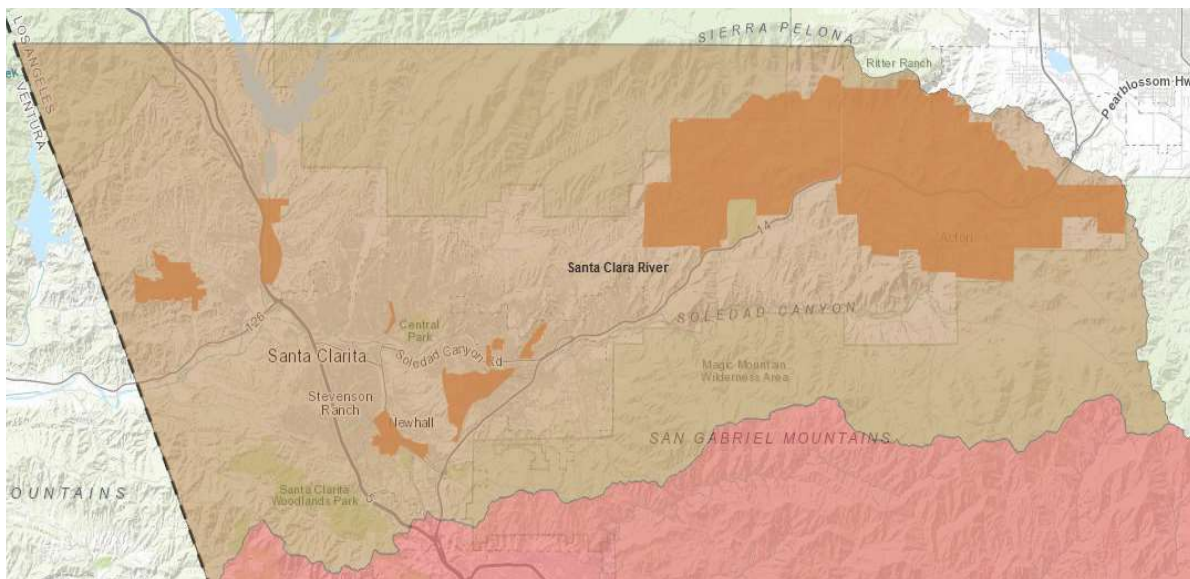 LOS ANGELES
VENTURA
SIERRA PELONA
Ritter Ranch
Pearblossom Hw
Acton
14
Santa Clara River
SOLEDAD CANYON
126
Central
Park
Santa Clarita
Soledad Canyon Rd
Magic Mountain
Wilderness Area
Stevenson
Ranch
Newhall
SAN GABRIEL MOUNTAINS
OUNTAINS
Santa Clarita
Woodlands Park
5